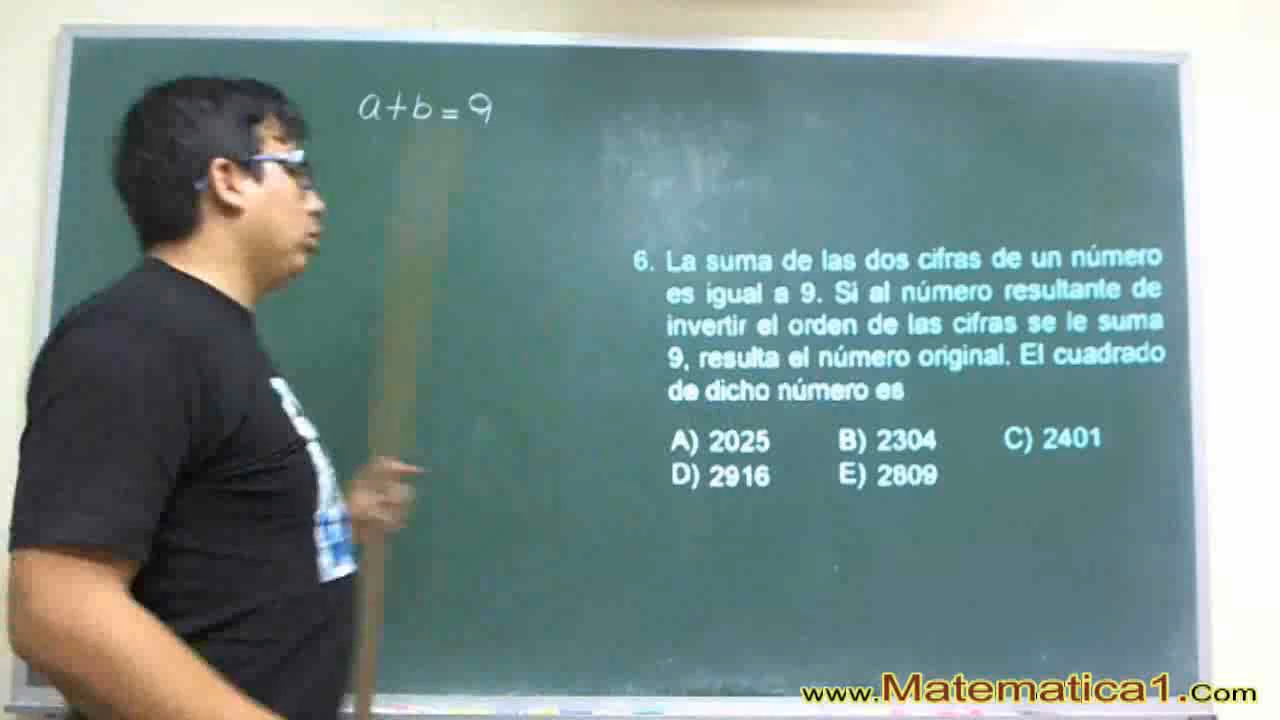 a+b=9
6. La suma de las dos cifras de un número
es igual a 9. Si al número resultante de
invertir el orden de las cifras se le suma
9, resulta el número original. El cuadrado
de dicho número es
A) 2025 B) 2304 C) 2401
D) 2916 E) 2809
www.Matematica1.Com